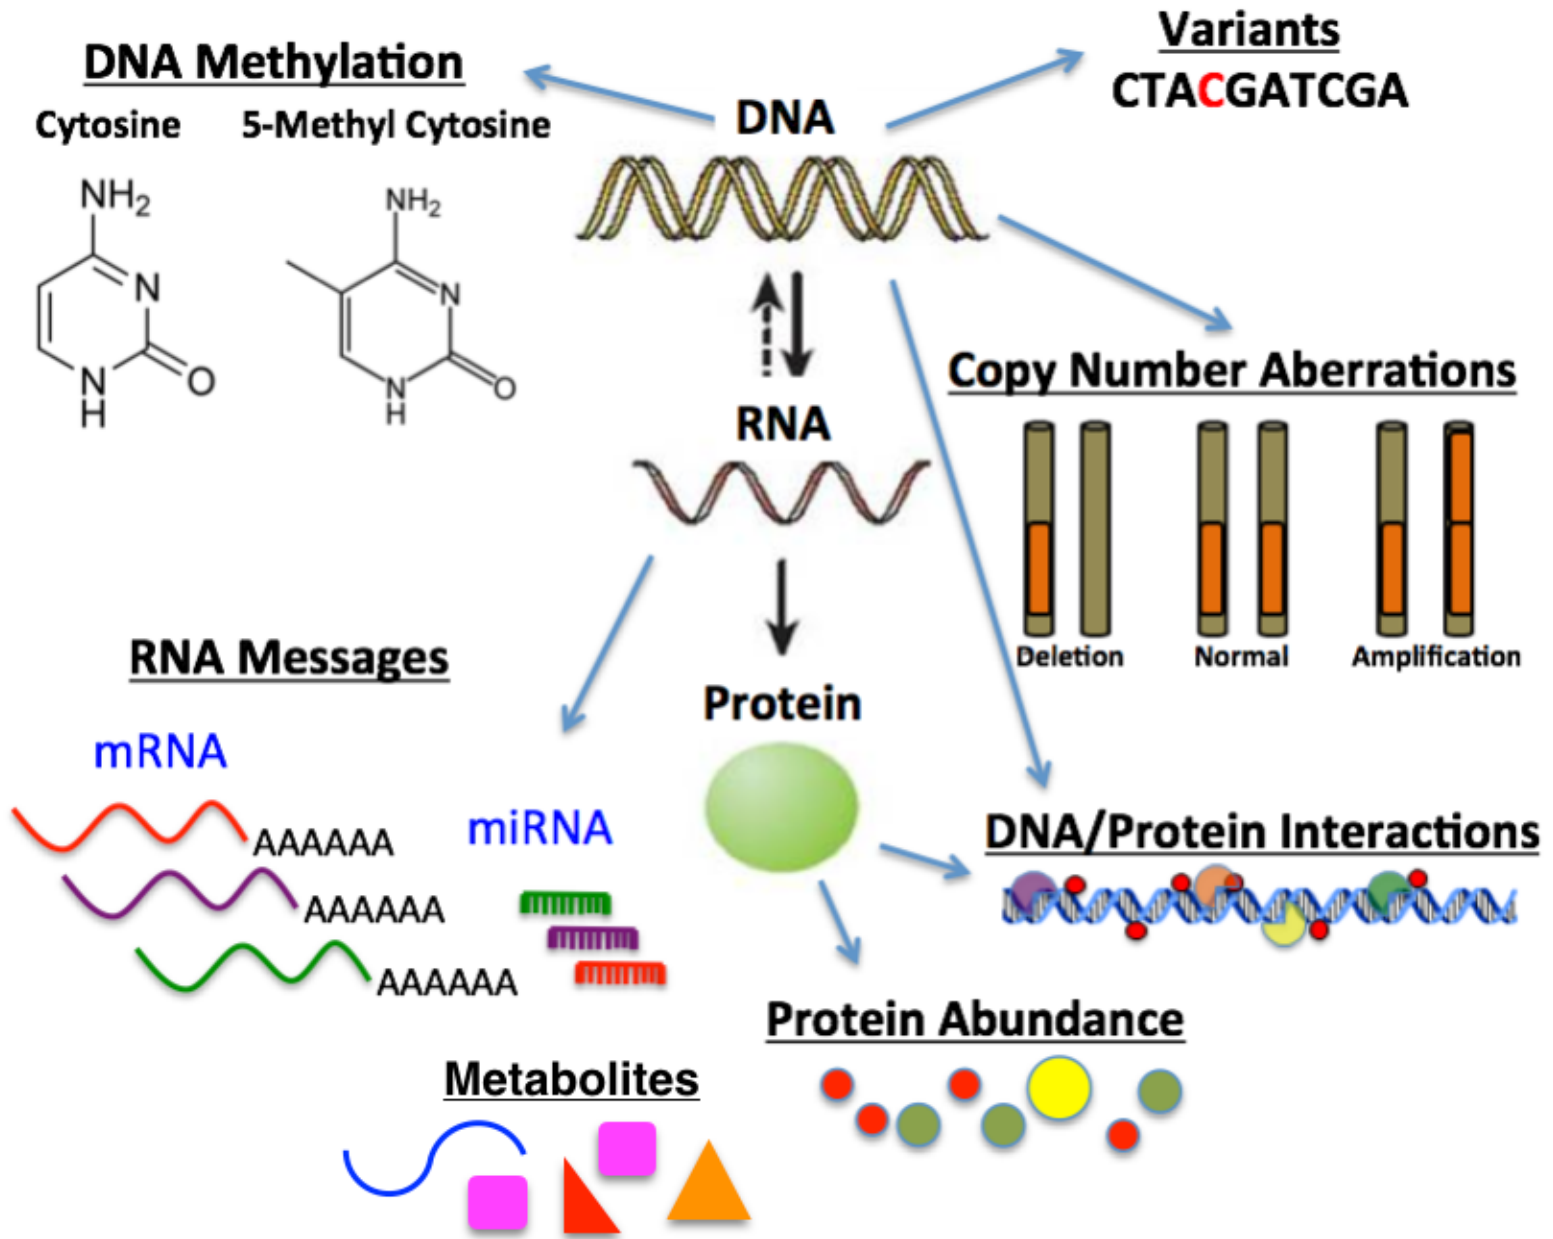 DNA Methylation
Cytosine
5-Methyl Cytosine
NH2
N
N
H
O
NH2
N
N
H
O
DNA
Variants
CTACGATCGA
RNA
Copy Number Aberrations
Deletion
Normal
Amplification
RNA Messages
mRNA
AAAAAA
AAAAAA
AAAAAA
miRNA
Protein
DNA/Protein Interactions
Protein Abundance
Metabolites